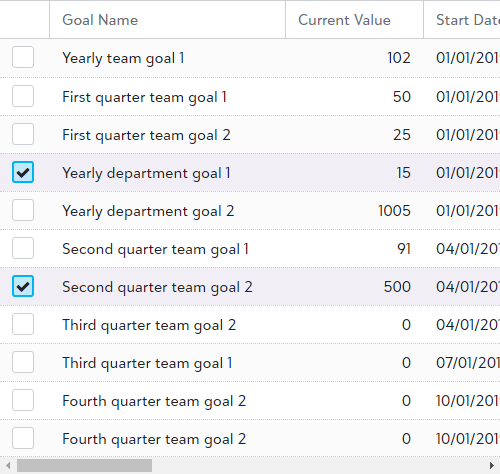 Goal Name Current Value Start Date
Yearly team goal 1 102 01/01/201
First quarter team goal 1 50 01/01/201
First quarter team goal 2 25 01/01/201
Yearly department goal 1 15 01/01/201
Yearly department goal 2 1005 01/01/201
Second quarter team goal 1 91 04/01/201
Second quarter team goal 2 500 04/01/201
Third quarter team goal 2 0 04/01/201
Third quarter team goal 1 0 07/01/201
Fourth quarter team goal 2 0 10/01/201
Fourth quarter team goal 2 0 10/01/201